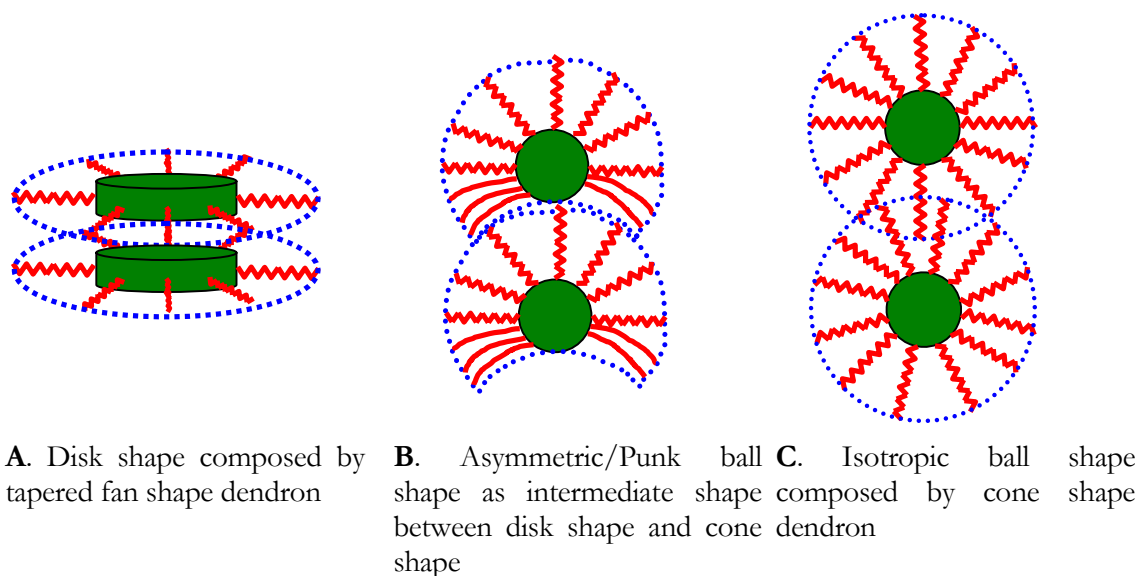 A. Disk shape composed by
tapered fan shape dendron
B. Asymmetric/Punk ball
shape as intermediate shape
between disk shape and cone
shape
C. Isotropic ball shape
composed by cone shape
dendron